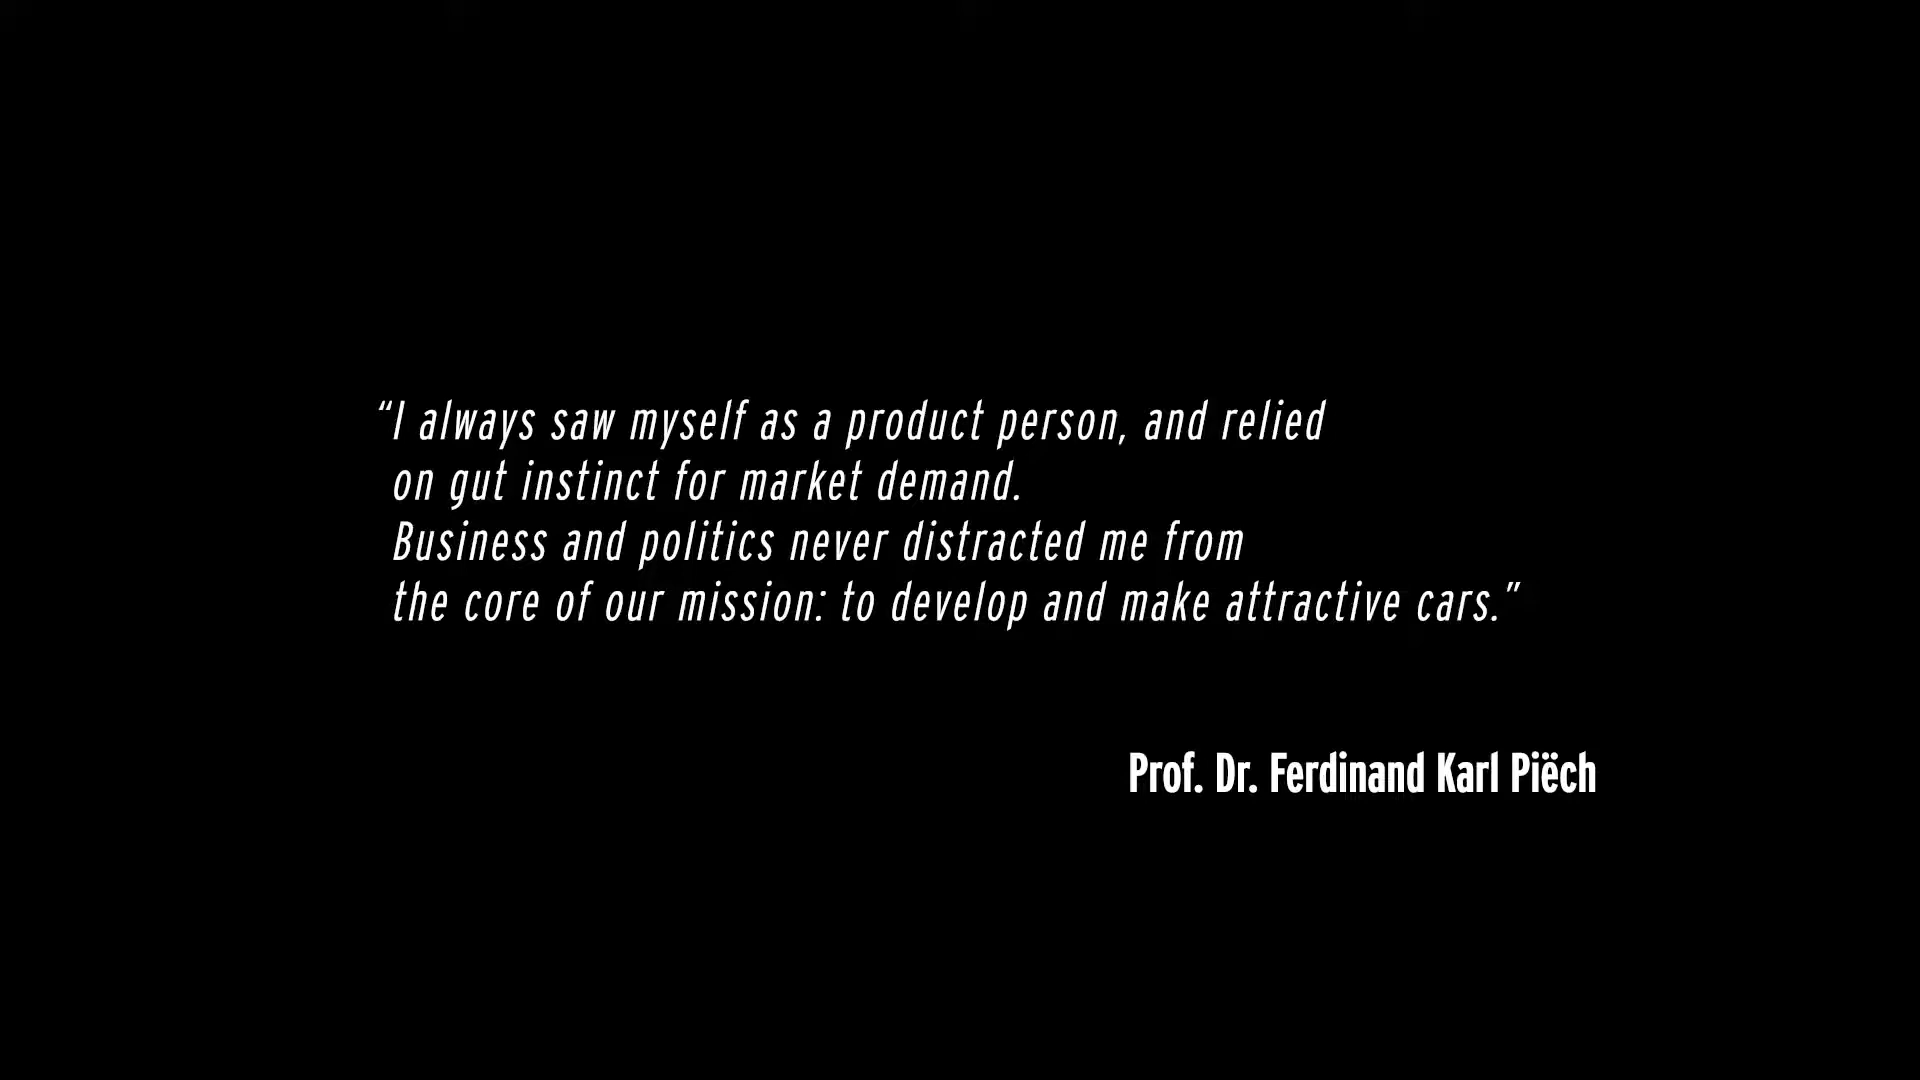 “I always saw myself as a product person, and relied
on gut instinct for market demand.
Business and politics never distracted me from
the core of our mission: to develop and make attractive cars.”
Prof. Dr. Ferdinand Karl Piëch